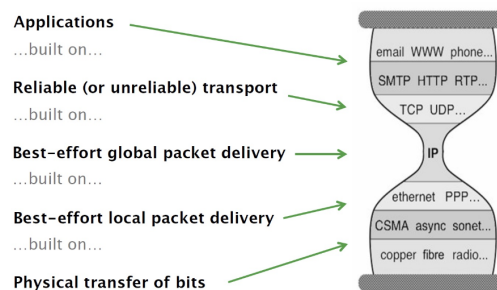 Applications
...built on...
Reliable (or unreliable) transport
...built on...
Best-effort global packet delivery
...built on...
Best-effort local packet delivery
...built on...
Physical transfer of bits
email WWW phone...
SMTP HTTP RTP...
TCP UDP...
IP
ethernet PPP...
CSMA async sonet...
copper fibre radio...